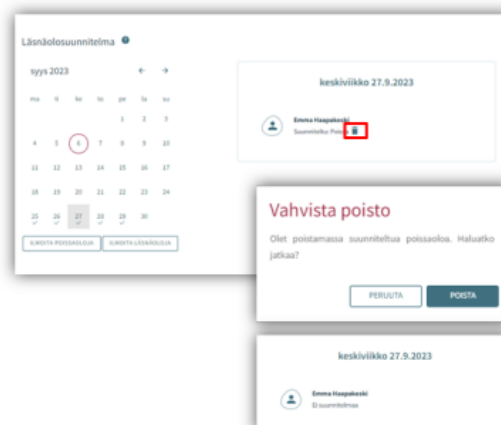 Läsnäolosuunnitelma ?
syys 2023 ← →
ma ti ke to pe la su
1 2 3
4 5 6 7 8 9 10
11 12 13 14 15 16 17
18 19 20 21 22 23 24
25 26 27 28 29 30
ILMOITA POISSAOLOJA ILMOITA LÄSNÄOLOJA
keskiviikko 27.9.2023
Emma Haapakoski
Suunniteltu: Poissa
Vahvista poisto
Olet poistamassa suunniteltua poissaoloa. Haluatko
jatkaa?
PERUUTA POISTA
keskiviikko 27.9.2023
Emma Haapakoski
Ei suunnitelmaa